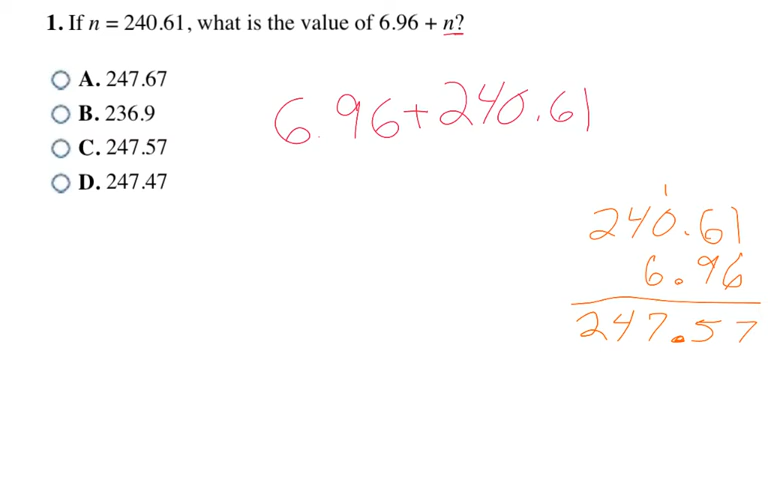 1. If n = 240.61, what is the value of 6.96 + n?
A. 247.67
B. 236.9
C. 247.57
D. 247.47
6.96+240.61
1
240.61
6.96
247.57